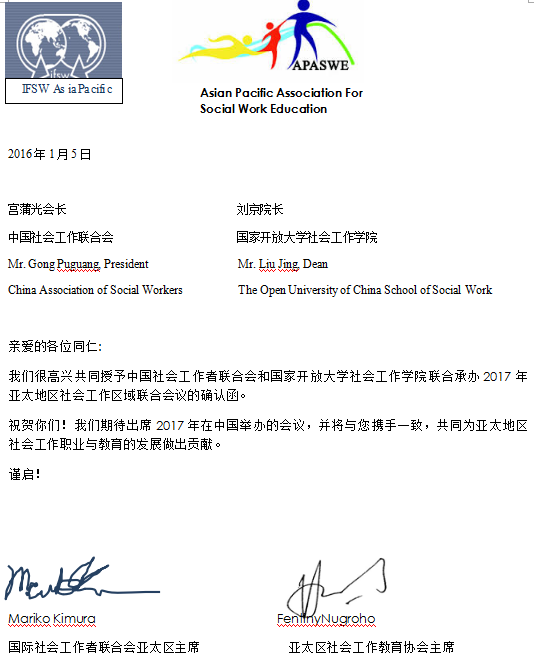 ifsw
IFSW Asia Pacific
APASWE
Asian Pacific Association For
Social Work Education
2016年1月5日
宫蒲光会长 刘京院长
中国社会工作联合会 国家开放大学社会工作学院
Mr. Gong Puguang, President Mr. Liu Jing, Dean
China Association of Social Workers The Open University of China School of Social Work
亲爱的各位同仁:
我们很高兴共同授予中国社会工作者联合会和国家开放大学社会工作学院联合承办 2017 年
亚太地区社会工作区域联合会议的确认函。
祝贺你们！我们期待出席 2017 年在中国举办的会议，并将与您携手一致，共同为亚太地区
社会工作职业与教育的发展做出贡献。
谨启！
Mariko Kimura FentinyNugroho
国际社会工作者联合会亚太区主席 亚太区社会工作教育协会主席